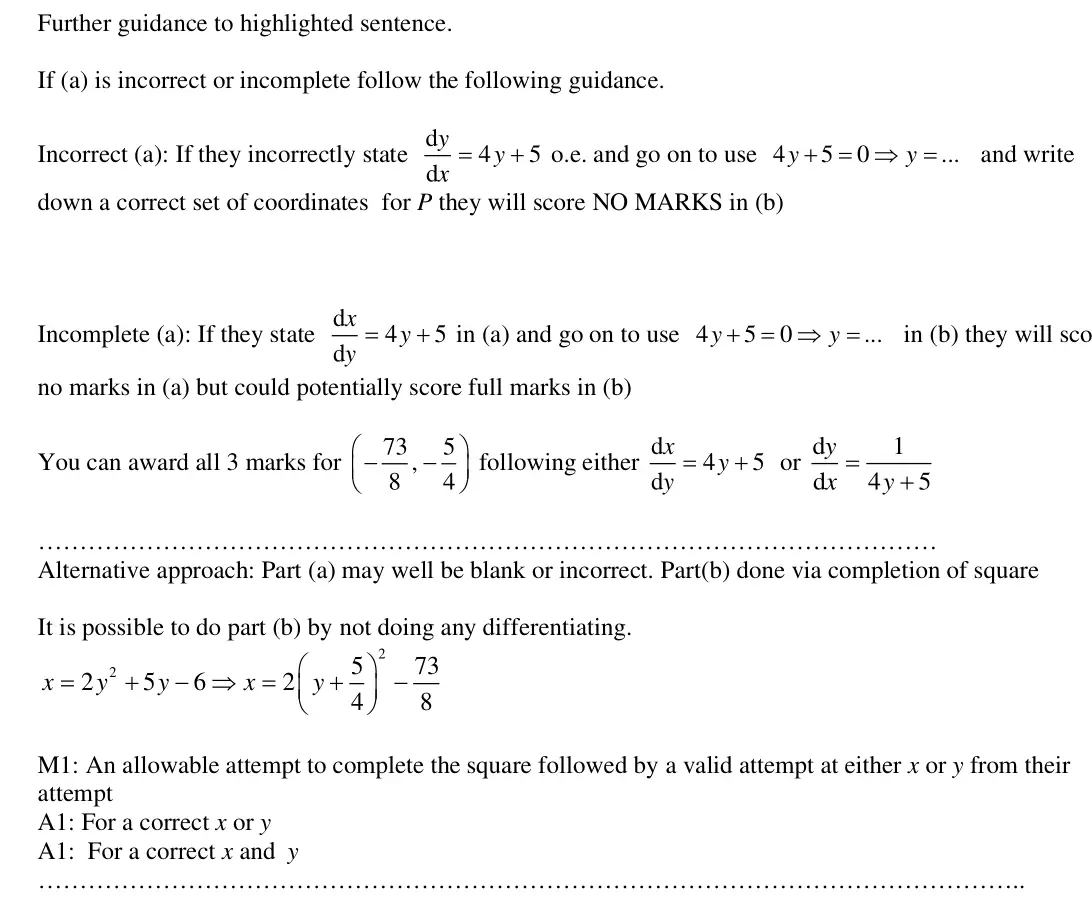 Further guidance to highlighted sentence.
If (a) is incorrect or incomplete follow the following guidance.
Incorrect (a): If they incorrectly state dy/dx = 4y + 5 o.e. and go on to use 4y + 5 = 0 ⇒ y = ... and write
down a correct set of coordinates for P they will score NO MARKS in (b)
Incomplete (a): If they state dx/dy = 4y + 5 in (a) and go on to use 4y + 5 = 0 ⇒ y = ... in (b) they will sco
no marks in (a) but could potentially score full marks in (b)
You can award all 3 marks for (−73/8, −5/4) following either dx/dy = 4y + 5 or dy/dx = 1/(4y + 5)
………………………………………………………………………………………………
Alternative approach: Part (a) may well be blank or incorrect. Part(b) done via completion of square
It is possible to do part (b) by not doing any differentiating.
x = 2y² + 5y − 6 ⇒ x = 2(y + 5/4)² − 73/8
M1: An allowable attempt to complete the square followed by a valid attempt at either x or y from their
attempt
A1: For a correct x or y
A1: For a correct x and y
…………………………………………………………………………………………………………..